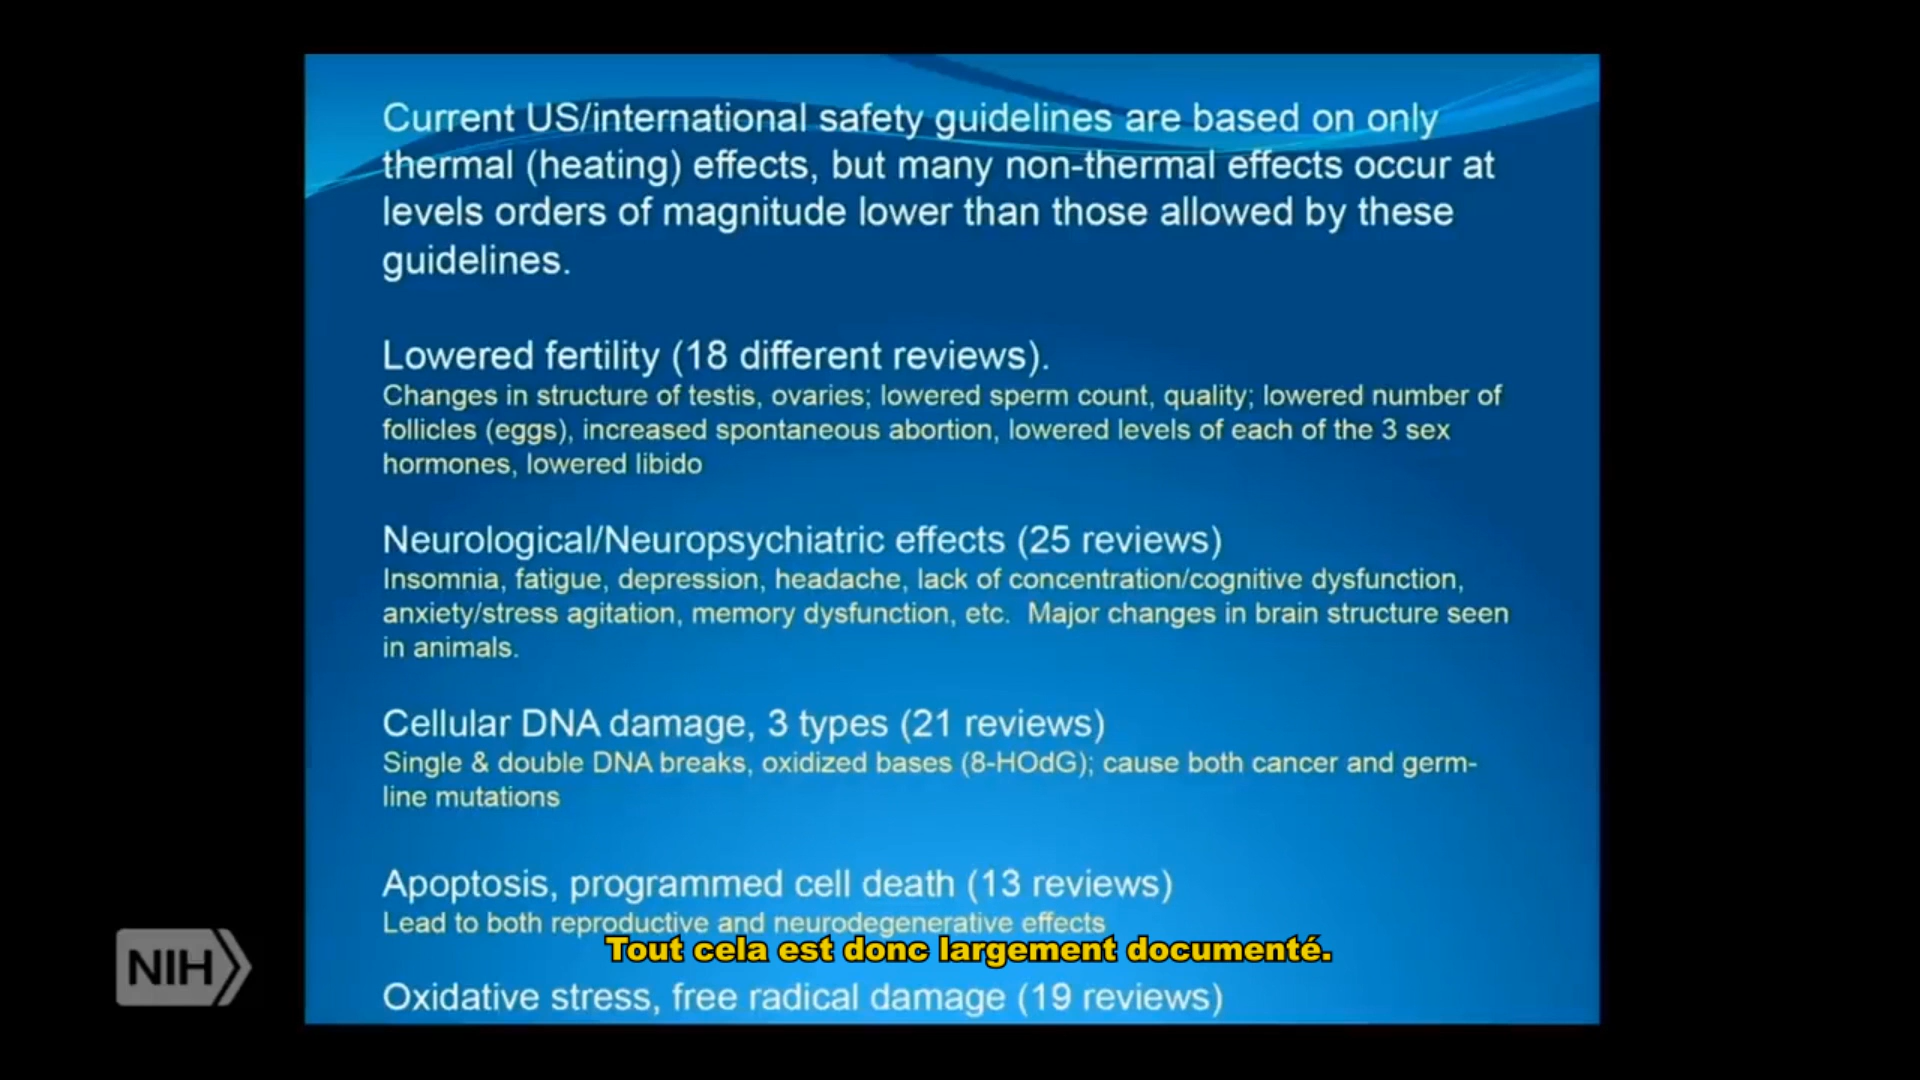 Current US/international safety guidelines are based on only
thermal (heating) effects, but many non-thermal effects occur at
levels orders of magnitude lower than those allowed by these
guidelines.
Lowered fertility (18 different reviews).
Changes in structure of testis, ovaries; lowered sperm count, quality; lowered number of
follicles (eggs), increased spontaneous abortion, lowered levels of each of the 3 sex
hormones, lowered libido
Neurological/Neuropsychiatric effects (25 reviews)
Insomnia, fatigue, depression, headache, lack of concentration/cognitive dysfunction,
anxiety/stress agitation, memory dysfunction, etc.  Major changes in brain structure seen
in animals.
Cellular DNA damage, 3 types (21 reviews)
Single & double DNA breaks, oxidized bases (8-HOdG); cause both cancer and germ-
line mutations
Apoptosis, programmed cell death (13 reviews)
Lead to both reproductive and neurodegenerative effects
Tout cela est donc largement documenté.
NIH
Oxidative stress, free radical damage (19 reviews)